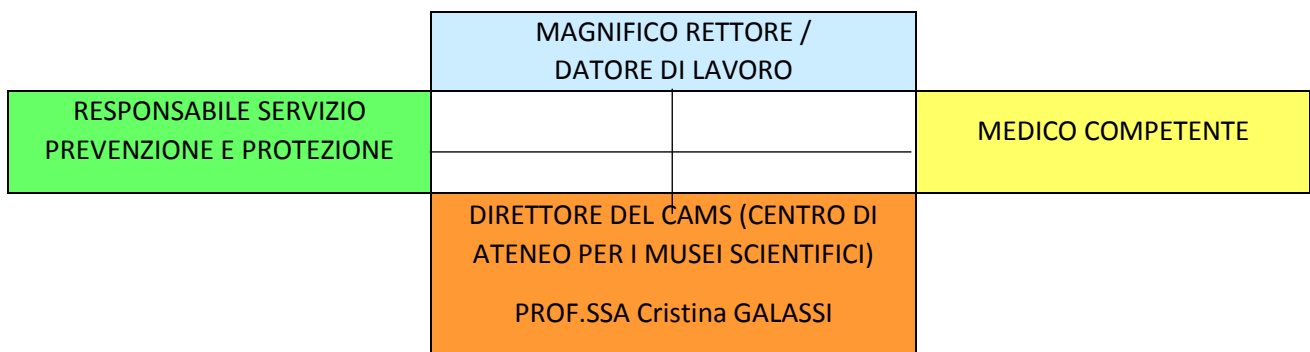 MAGNIFICO RETTORE /
DATORE DI LAVORO
RESPONSABILE SERVIZIO
PREVENZIONE E PROTEZIONE
MEDICO COMPETENTE
DIRETTORE DEL CAMS (CENTRO DI
ATENEO PER I MUSEI SCIENTIFICI)
PROF.SSA Cristina GALASSI